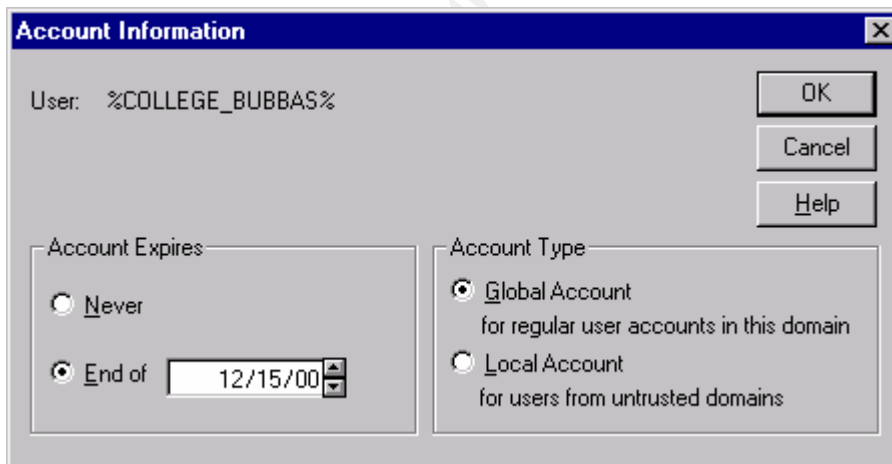 Account Information
User: %COLLEGE_BUBBAS%
OK
Cancel
Help
Account Expires
Never
End of 12/15/00
Account Type
Global Account
for regular user accounts in this domain
Local Account
for users from untrusted domains